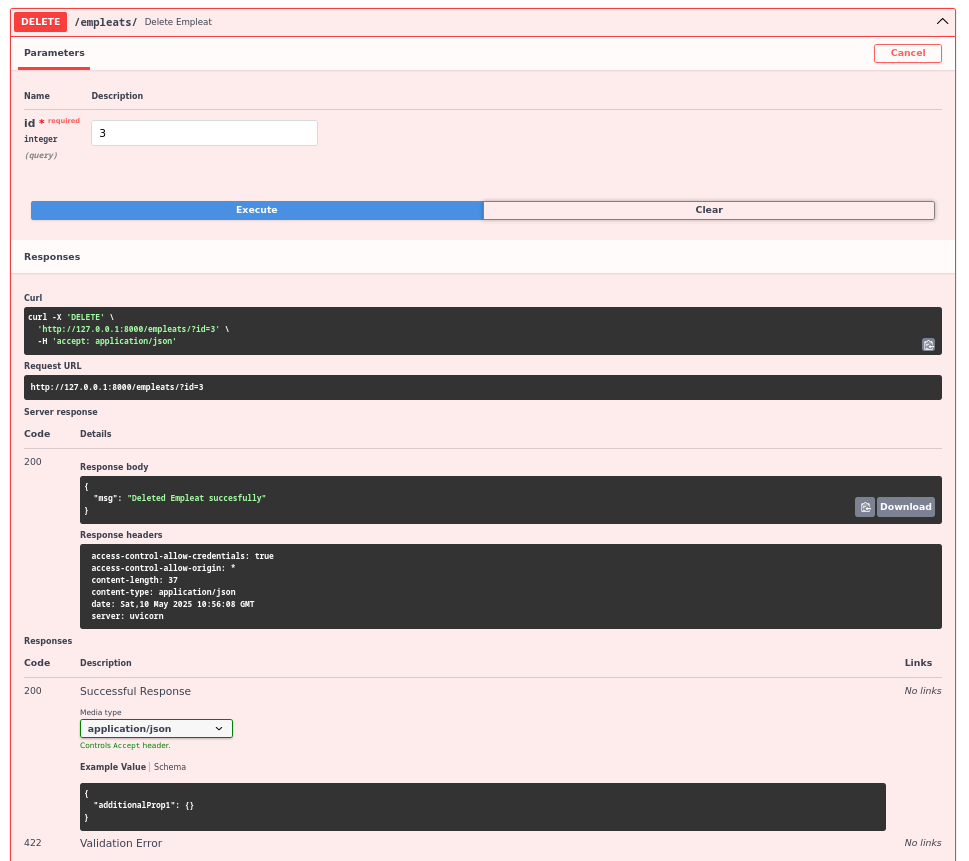 DELETE /empleats/ Delete Empleat
Parameters
Cancel
Name Description
id * required
3
integer
(query)
Execute
Clear
Responses
Curl
curl -X 'DELETE' \
'http://127.0.0.1:8000/empleats/?id=3' \
-H 'accept: application/json'
Request URL
http://127.0.0.1:8000/empleats/?id=3
Server response
Code Details
200
Response body
{
"msg": "Deleted Empleat succesfully"
}
Download
Response headers
access-control-allow-credentials: true
access-control-allow-origin: *
content-length: 37
content-type: application/json
date: Sat,10 May 2025 10:56:08 GMT
server: uvicorn
Responses
Code Description Links
200 Successful Response No links
Media type
application/json
Controls Accept header.
Example Value | Schema
{
"additionalProp1": {}
}
422 Validation Error No links